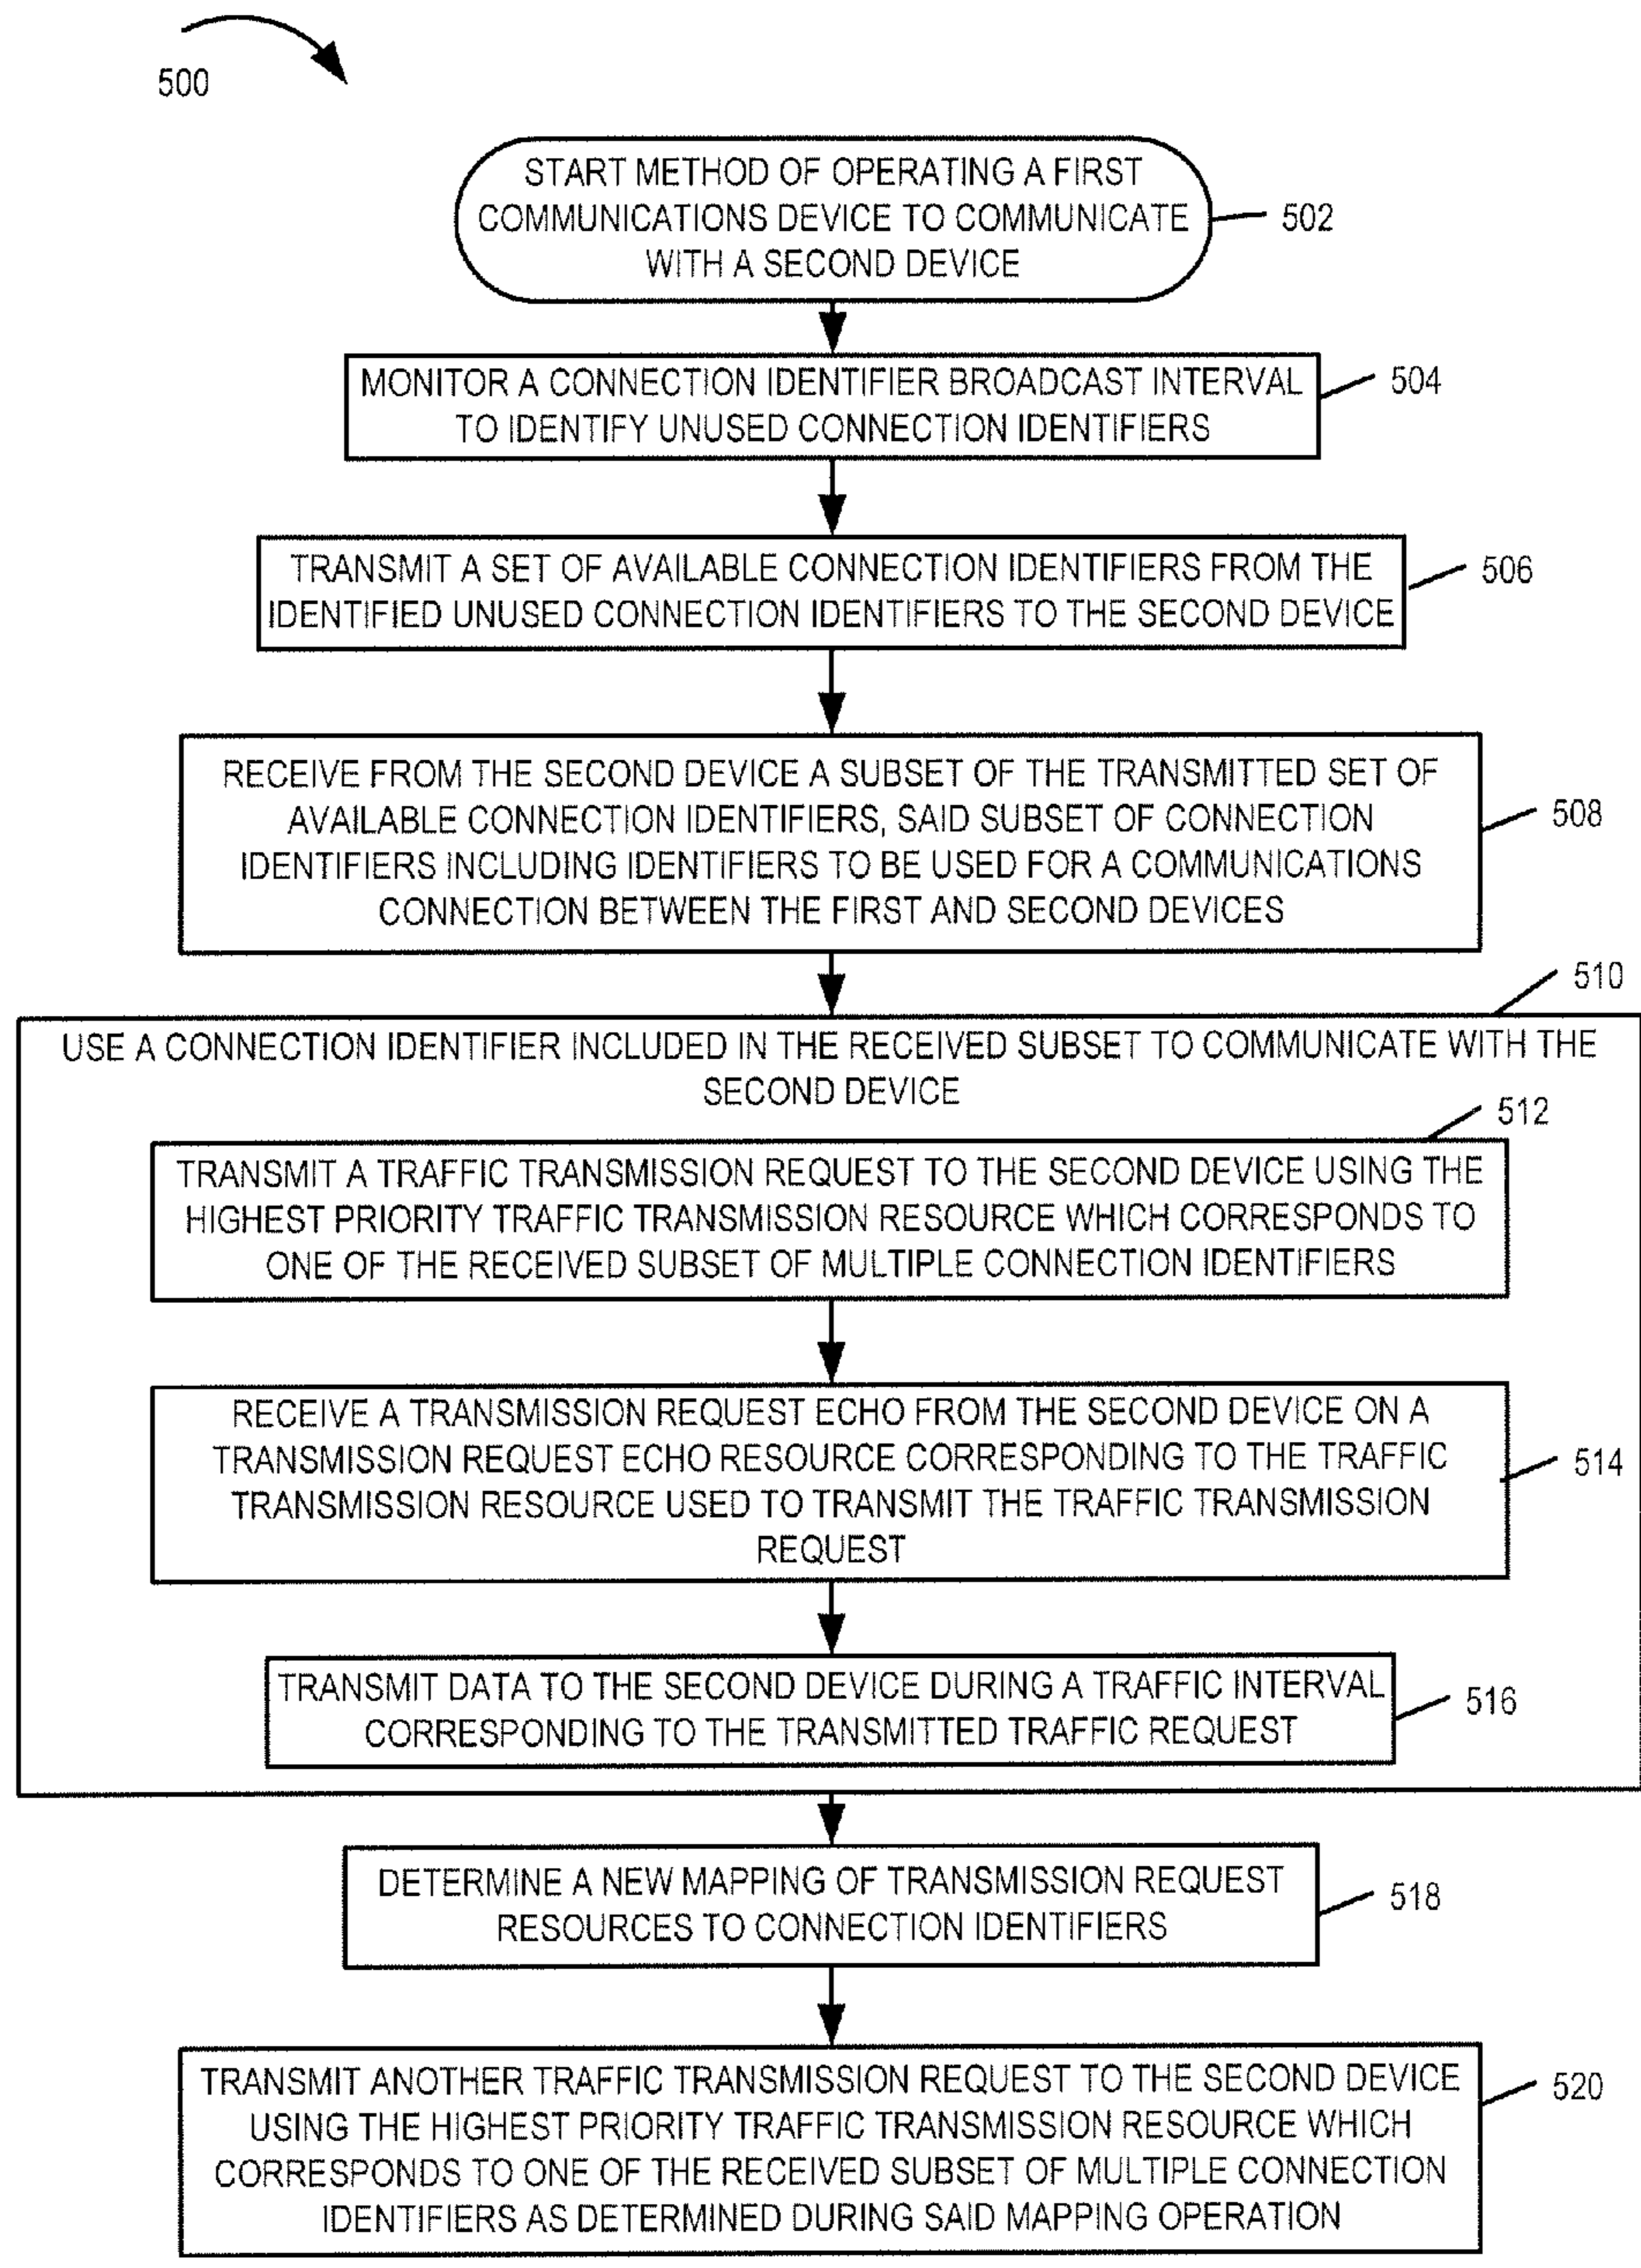 500
START METHOD OF OPERATING A FIRST
COMMUNICATIONS DEVICE TO COMMUNICATE
WITH A SECOND DEVICE
502
MONITOR A CONNECTION IDENTIFIER BROADCAST INTERVAL
TO IDENTIFY UNUSED CONNECTION IDENTIFIERS
504
TRANSMIT A SET OF AVAILABLE CONNECTION IDENTIFIERS FROM THE
IDENTIFIED UNUSED CONNECTION IDENTIFIERS TO THE SECOND DEVICE
506
RECEIVE FROM THE SECOND DEVICE A SUBSET OF THE TRANSMITTED SET OF
AVAILABLE CONNECTION IDENTIFIERS, SAID SUBSET OF CONNECTION
IDENTIFIERS INCLUDING IDENTIFIERS TO BE USED FOR A COMMUNICATIONS
CONNECTION BETWEEN THE FIRST AND SECOND DEVICES
508
510
USE A CONNECTION IDENTIFIER INCLUDED IN THE RECEIVED SUBSET TO COMMUNICATE WITH THE
SECOND DEVICE
512
TRANSMIT A TRAFFIC TRANSMISSION REQUEST TO THE SECOND DEVICE USING THE
HIGHEST PRIORITY TRAFFIC TRANSMISSION RESOURCE WHICH CORRESPONDS TO
ONE OF THE RECEIVED SUBSET OF MULTIPLE CONNECTION IDENTIFIERS
RECEIVE A TRANSMISSION REQUEST ECHO FROM THE SECOND DEVICE ON A
TRANSMISSION REQUEST ECHO RESOURCE CORRESPONDING TO THE TRAFFIC
TRANSMISSION RESOURCE USED TO TRANSMIT THE TRAFFIC TRANSMISSION
REQUEST
514
TRANSMIT DATA TO THE SECOND DEVICE DURING A TRAFFIC INTERVAL
CORRESPONDING TO THE TRANSMITTED TRAFFIC REQUEST
516
DETERMINE A NEW MAPPING OF TRANSMISSION REQUEST
RESOURCES TO CONNECTION IDENTIFIERS
518
TRANSMIT ANOTHER TRAFFIC TRANSMISSION REQUEST TO THE SECOND DEVICE
USING THE HIGHEST PRIORITY TRAFFIC TRANSMISSION RESOURCE WHICH
CORRESPONDS TO ONE OF THE RECEIVED SUBSET OF MULTIPLE CONNECTION
IDENTIFIERS AS DETERMINED DURING SAID MAPPING OPERATION
520